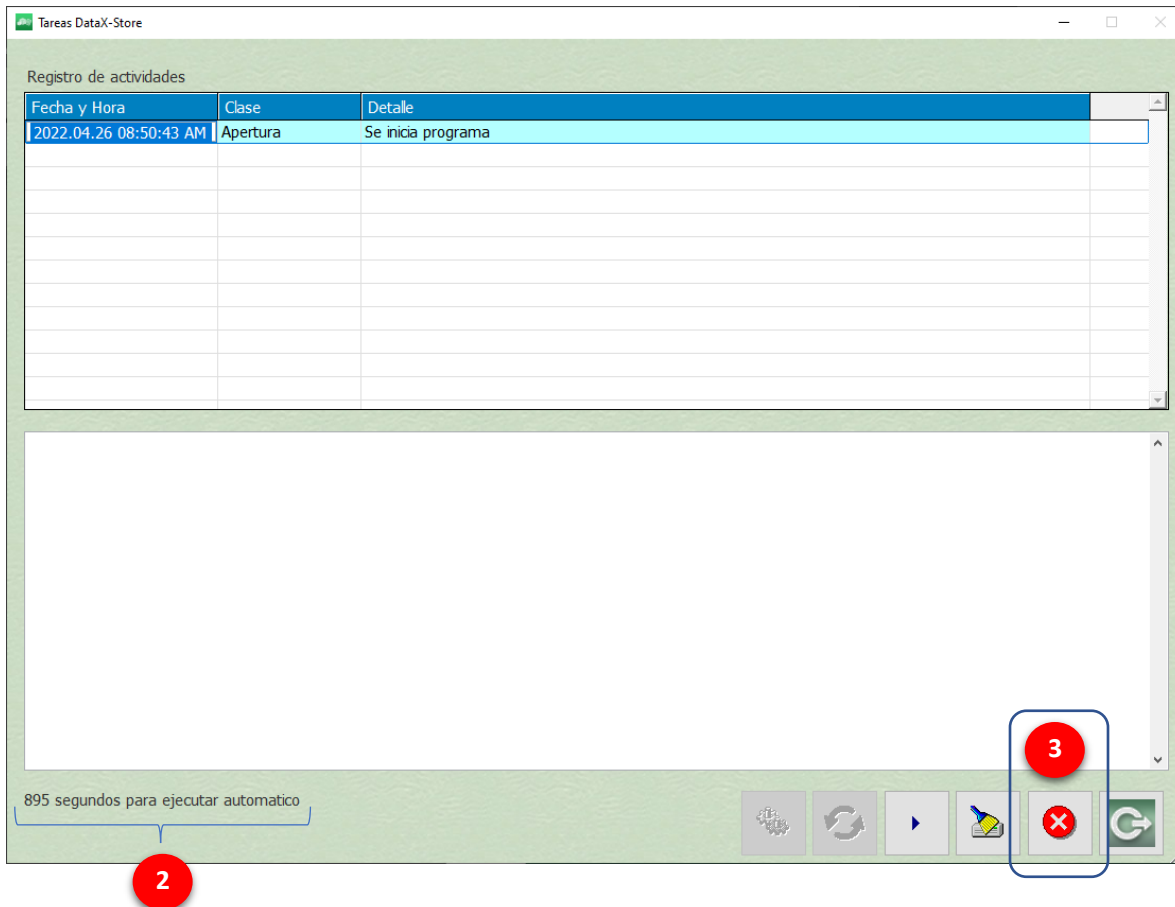 Tareas DataX-Store
Registro de actividades
Fecha y Hora Clase Detalle
2022.04.26 08:50:43 AM Apertura Se inicia programa
3
895 segundos para ejecutar automatico
2